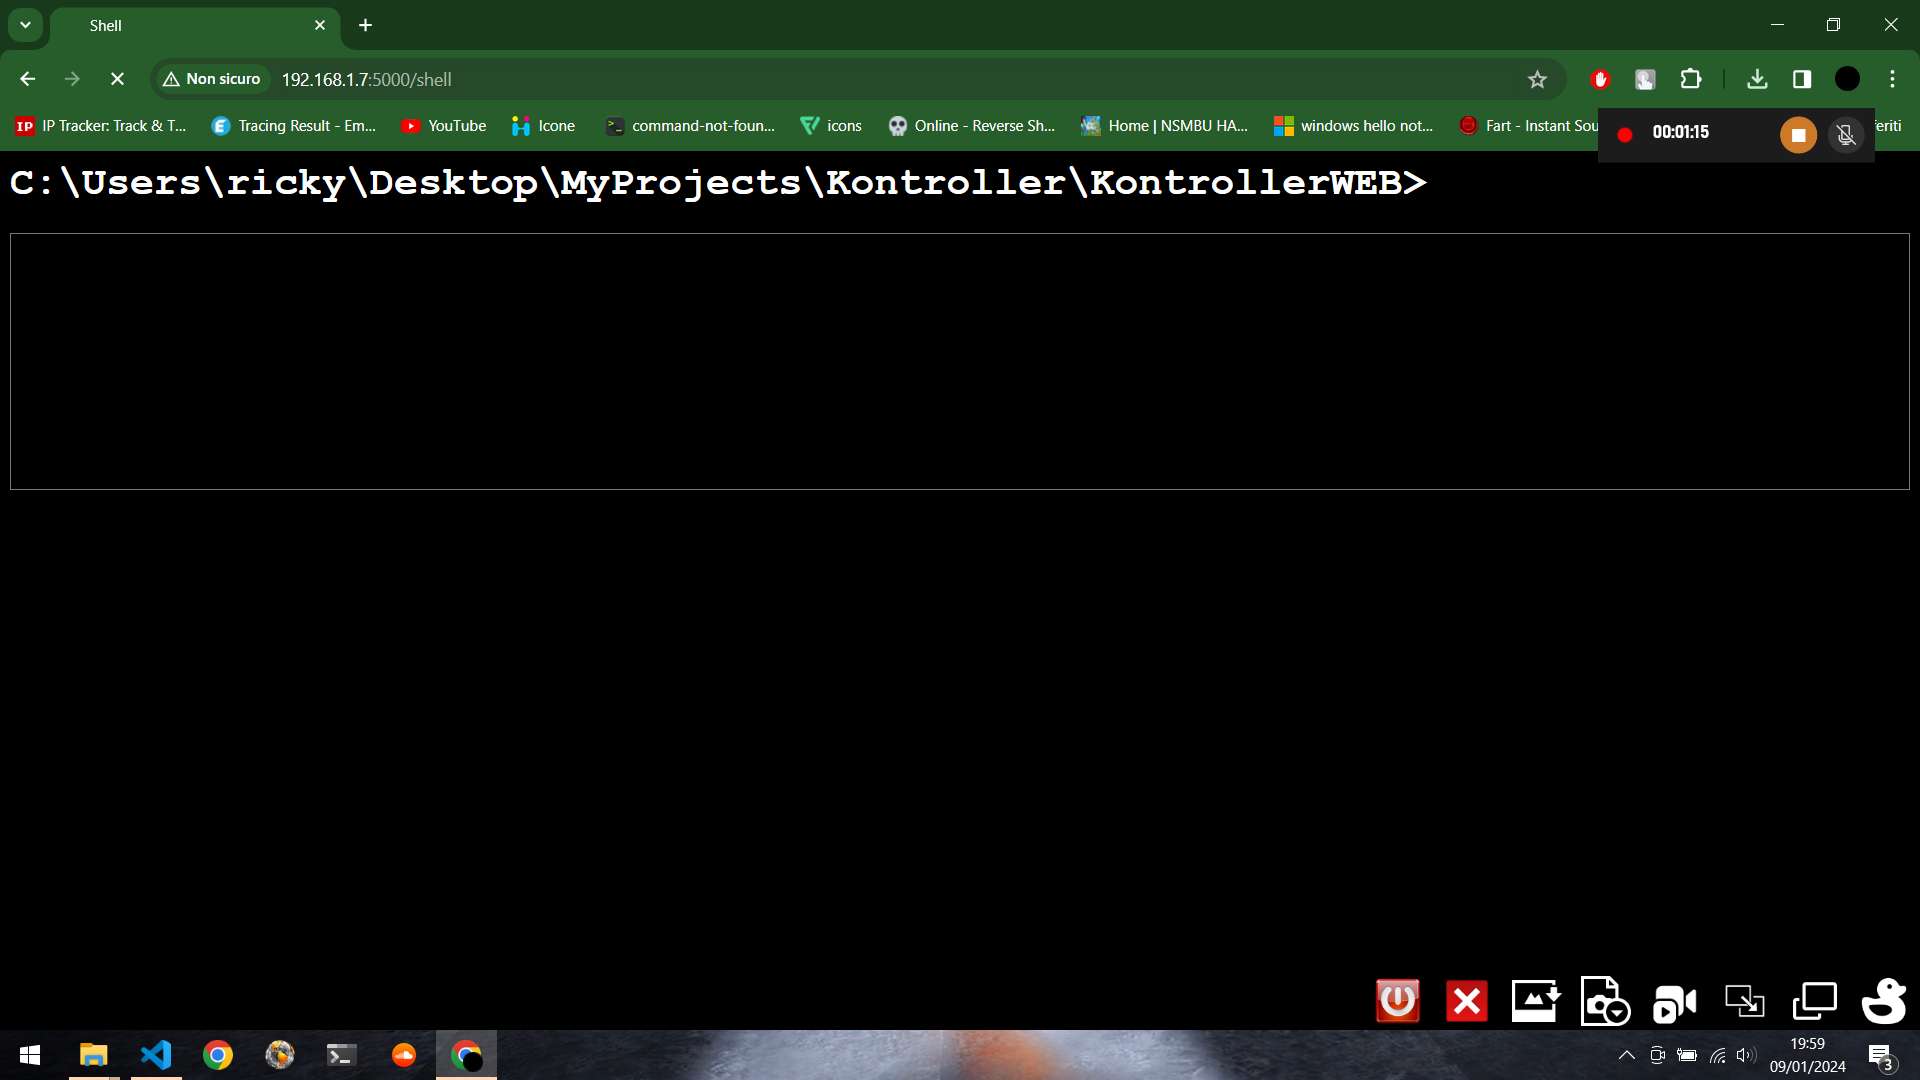 Shell
Non sicuro
192.168.1.7:5000/shell
IP Tracker: Track & T...
Tracing Result - Em...
YouTube
Icone
command-not-foun...
icons
Online - Reverse Sh...
Home | NSMBU HA...
windows hello not...
Fart - Instant Sou
feriti
00:01:15
C:\Users\ricky\Desktop\MyProjects\Kontroller\KontrollerWEB>
19:59
09/01/2024
3